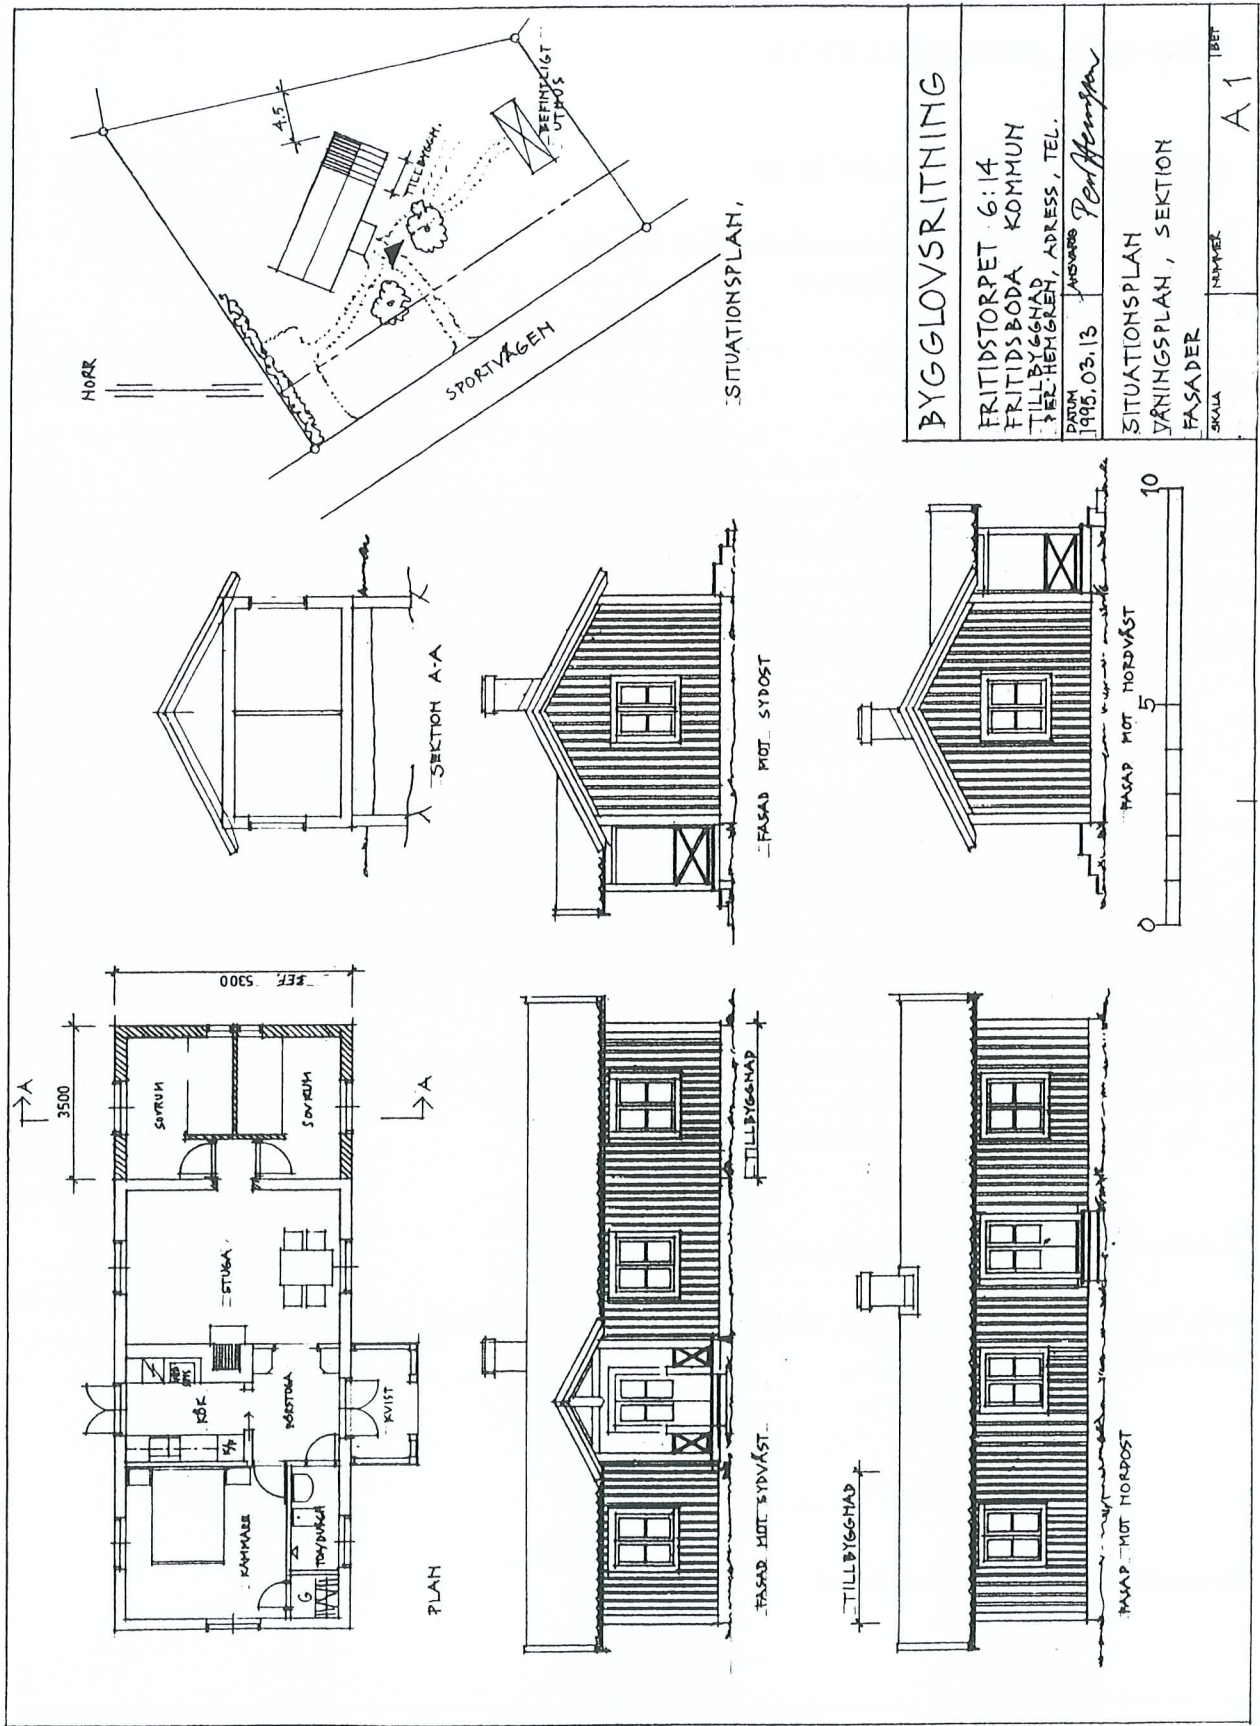 NORR
4.5
TILLBYGGN.
BEFINTLIGT
UTHUS
SPORTVÄGEN
SITUATIONSPLAN.
A
3500
BEF. 5300
SOVRUM
SOVRUM
STUGA
KÖK
K/F
FÖRSTUGA
KVIST
KAMMARE
TOA/DUSCH
G
A
PLAN
SEKTION A-A
FASAD MOT SYDVÄST
TILLBYGGNAD
FASAD MOT SYDOST
TILLBYGGNAD
FASAD MOT NORDOST
FASAD MOT NORDVÄST
0 5 10
BYGGLOVSRITNING
FRITIDSTORPET 6:14
FRITIDSBODA KOMMUN
TILLBYGGNAD
PER HEMGREN, ADRESS, TEL.
DATUM ANSVARIG
1995.03.13 Per Hemgren
SITUATIONSPLAN
VÅNINGSPLAN, SEKTION
FASADER
SKALA NUMMER BET
A 1